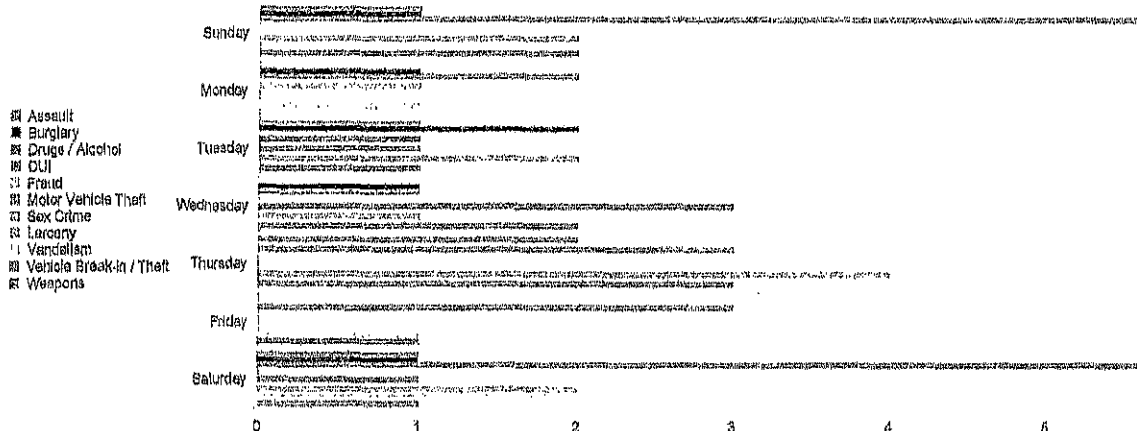 Sunday
Monday
Assault
Burglary
Drugs / Alcohol
Tuesday
DUI
Fraud
Motor Vehicle Theft
Sex Crime
Wednesday
Larceny
Vandalism
Vehicle Break-In / Theft
Thursday
Weapons
Friday
Saturday
0 1 2 3 4 5